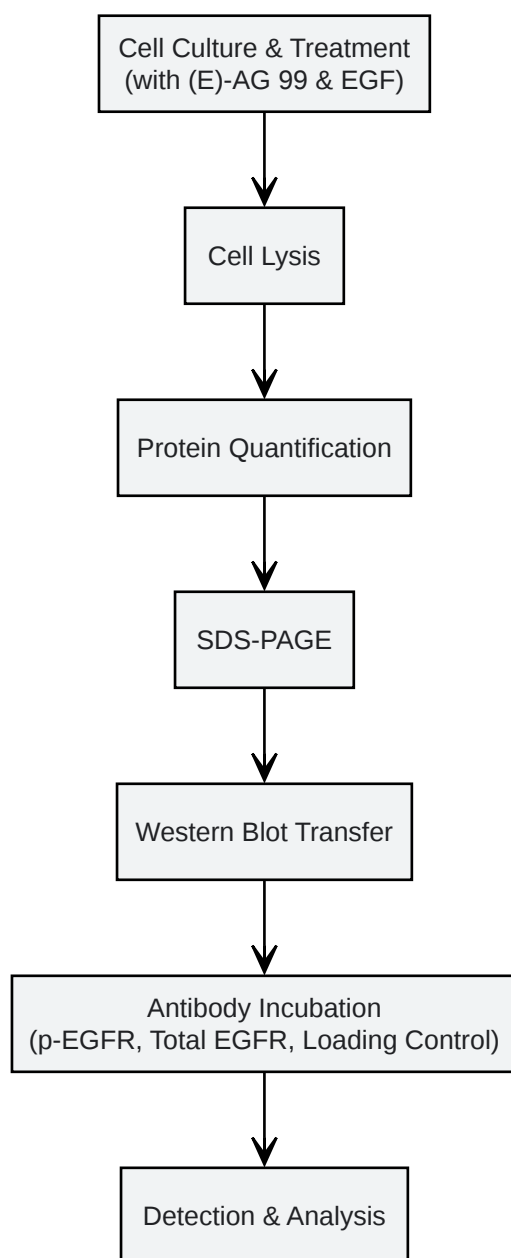 Cell Culture & Treatment
(with (E)-AG 99 & EGF)
Cell Lysis
Protein Quantification
SDS-PAGE
Western Blot Transfer
Antibody Incubation
(p-EGFR, Total EGFR, Loading Control)
Detection & Analysis